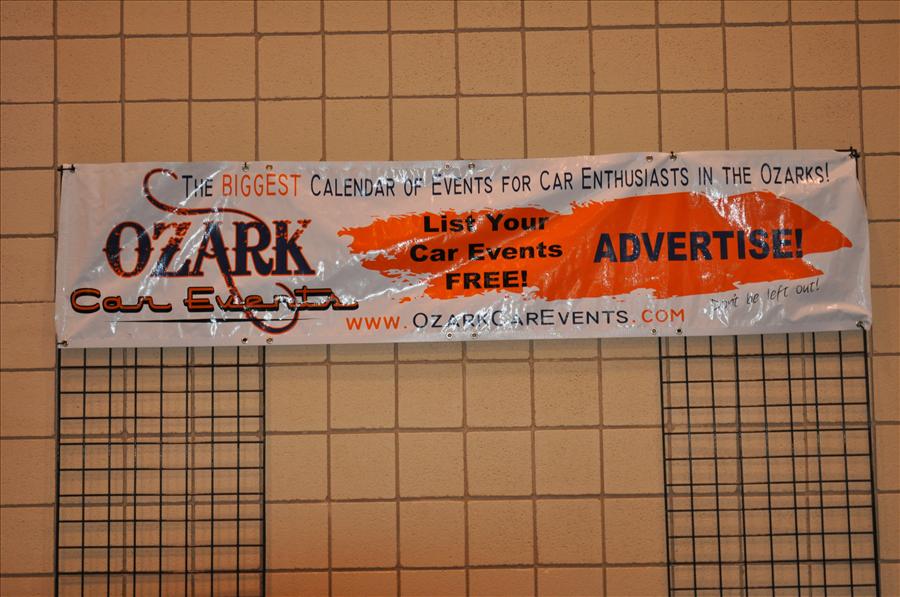 The BIGGEST Calendar of Events for Car Enthusiasts in the Ozarks!
OZARK
Car Events
List Your
Car Events
FREE!
ADVERTISE!
Don't be left out!
www.OzarkCarEvents.com